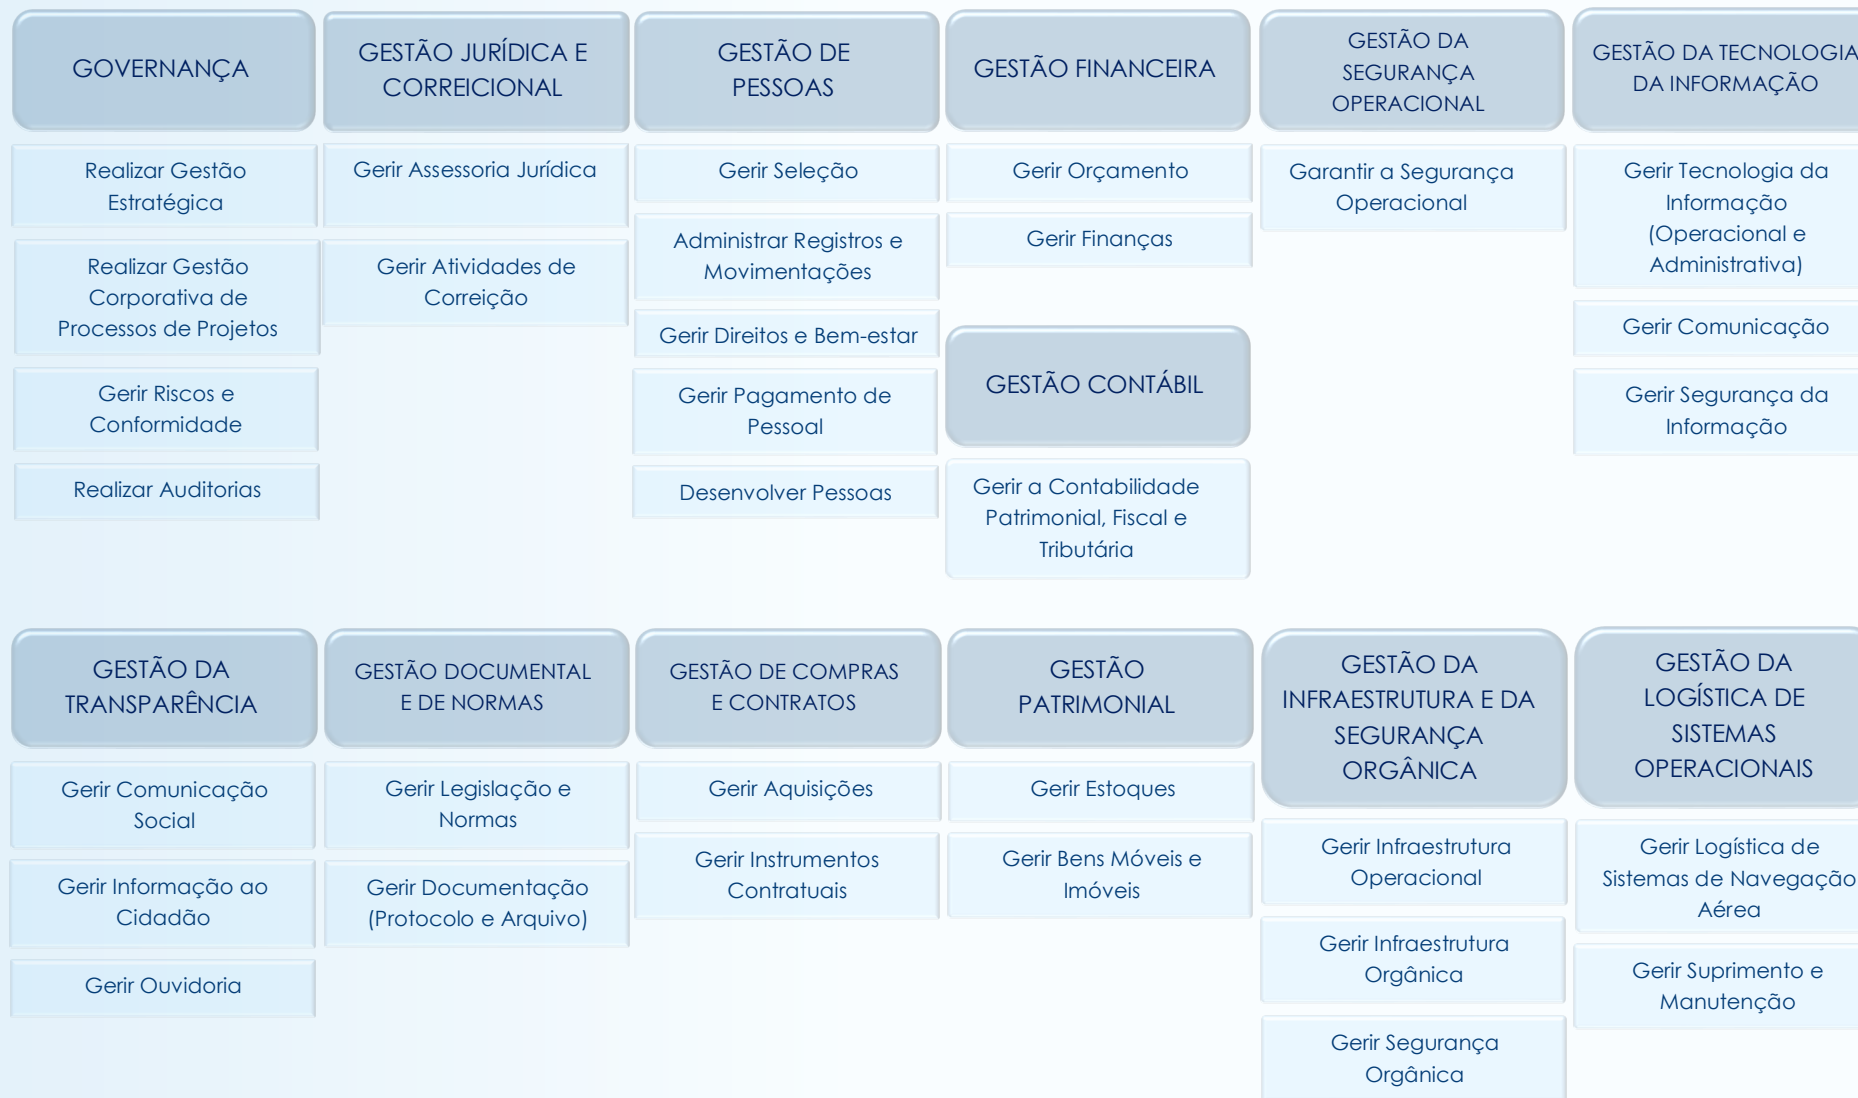 GOVERNANÇA
Realizar Gestão
Estratégica
Realizar Gestão
Corporativa de
Processos de Projetos
Gerir Riscos e
Conformidade
Realizar Auditorias
GESTÃO JURÍDICA E
CORREICIONAL
Gerir Assessoria Jurídica
Gerir Atividades de
Correição
GESTÃO DE
PESSOAS
Gerir Seleção
Administrar Registros e
Movimentações
Gerir Direitos e Bem-estar
Gerir Pagamento de
Pessoal
Desenvolver Pessoas
GESTÃO FINANCEIRA
Gerir Orçamento
Gerir Finanças
GESTÃO CONTÁBIL
Gerir a Contabilidade
Patrimonial, Fiscal e
Tributária
GESTÃO DA
SEGURANÇA
OPERACIONAL
Garantir a Segurança
Operacional
GESTÃO DA TECNOLOGIA
DA INFORMAÇÃO
Gerir Tecnologia da
Informação
(Operacional e
Administrativa)
Gerir Comunicação
Gerir Segurança da
Informação
GESTÃO DA
TRANSPARÊNCIA
Gerir Comunicação
Social
Gerir Informação ao
Cidadão
Gerir Ouvidoria
GESTÃO DOCUMENTAL
E DE NORMAS
Gerir Legislação e
Normas
Gerir Documentação
(Protocolo e Arquivo)
GESTÃO DE COMPRAS
E CONTRATOS
Gerir Aquisições
Gerir Instrumentos
Contratuais
GESTÃO
PATRIMONIAL
Gerir Estoques
Gerir Bens Móveis e
Imóveis
GESTÃO DA
INFRAESTRUTURA E DA
SEGURANÇA
ORGÂNICA
Gerir Infraestrutura
Operacional
Gerir Infraestrutura
Orgânica
Gerir Segurança
Orgânica
GESTÃO DA
LOGÍSTICA DE
SISTEMAS
OPERACIONAIS
Gerir Logística de
Sistemas de Navegação
Aérea
Gerir Suprimento e
Manutenção